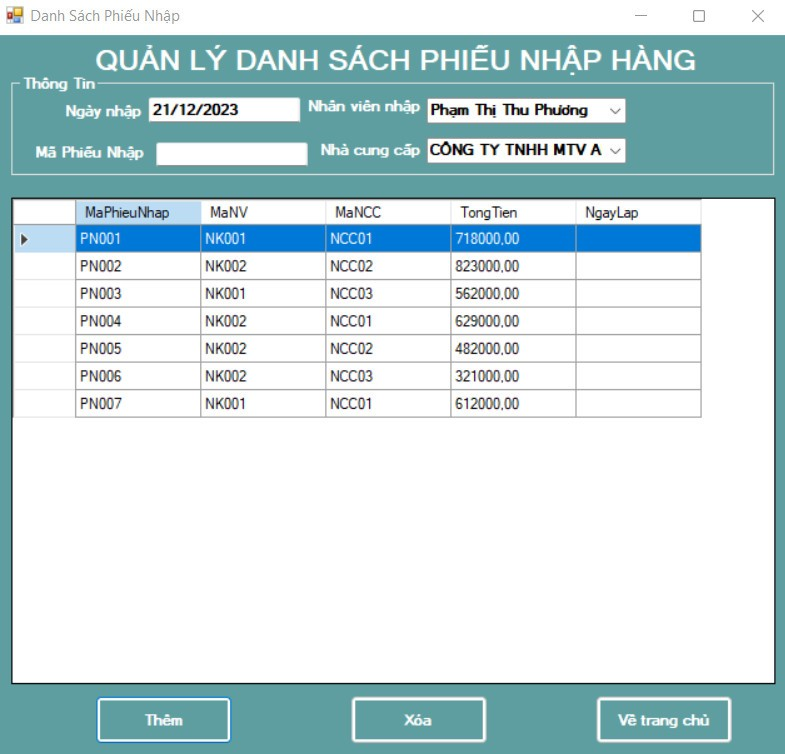 Danh Sách Phiếu Nhập
QUẢN LÝ DANH SÁCH PHIẾU NHẬP HÀNG
Thông Tin
Ngày nhập 21/12/2023 Nhân viên nhập Phạm Thị Thu Phương
Mã Phiếu Nhập Nhà cung cấp CÔNG TY TNHH MTV A
MaPhieuNhap MaNV MaNCC TongTien NgayLap
PN001 NK001 NCC01 718000,00
PN002 NK002 NCC02 823000,00
PN003 NK001 NCC03 562000,00
PN004 NK002 NCC01 629000,00
PN005 NK002 NCC02 482000,00
PN006 NK002 NCC03 321000,00
PN007 NK001 NCC01 612000,00
Thêm Xóa Về trang chủ